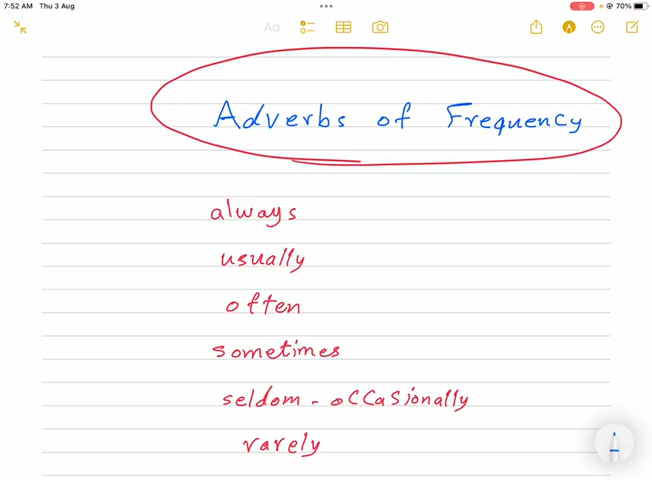 7:52 AM Thu 3 Aug 70%
Aa
Adverbs of Frequency
always
usually
often
sometimes
seldom - occasionally
rarely